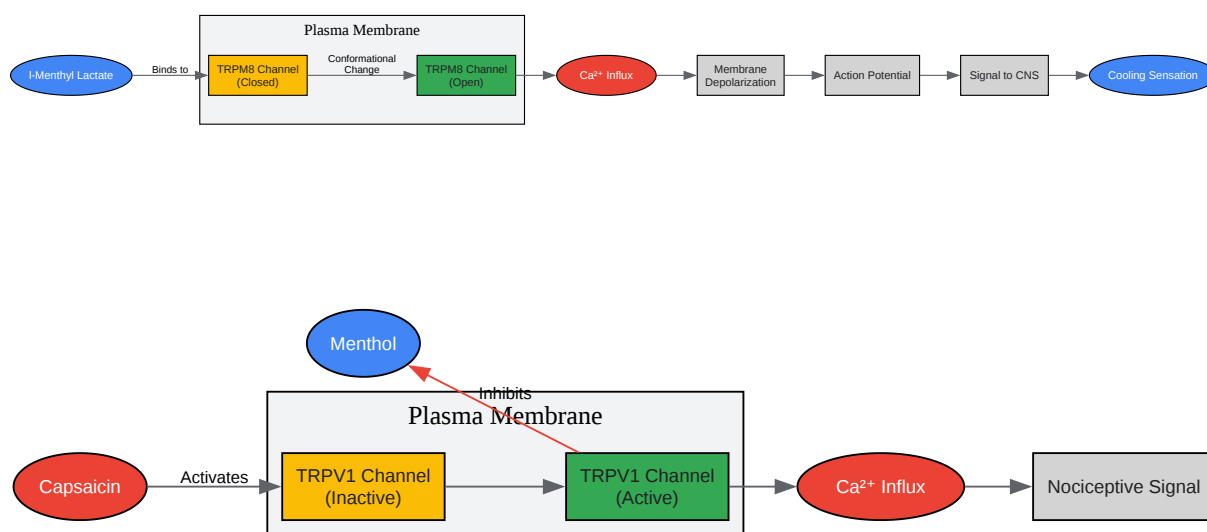 Plasma Membrane
l-Menthyl Lactate
Binds to
TRPM8 Channel
(Closed)
Conformational
Change
TRPM8 Channel
(Open)
Ca²⁺ Influx
Membrane
Depolarization
Action Potential
Signal to CNS
Cooling Sensation
Menthol
Inhibits
Plasma Membrane
Capsaicin
Activates
TRPV1 Channel
(Inactive)
TRPV1 Channel
(Active)
Ca²⁺ Influx
Nociceptive Signal